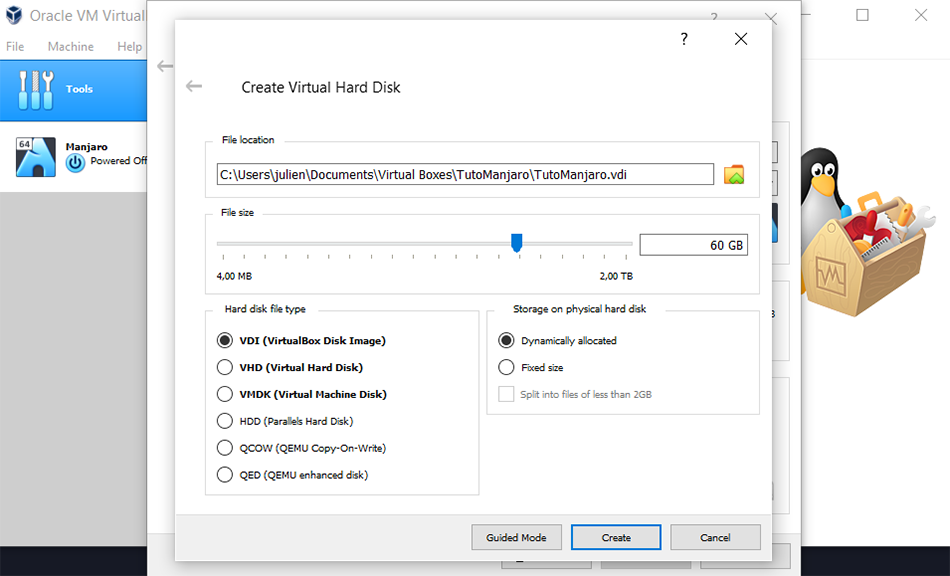 Oracle VM Virtual
File Machine Help
Tools
64
Manjaro
Powered Off
?
?
Create Virtual Hard Disk
File location
C:\Users\julien\Documents\Virtual Boxes\TutoManjaro\TutoManjaro.vdi
File size
60 GB
4,00 MB 2,00 TB
Hard disk file type
VDI (VirtualBox Disk Image)
VHD (Virtual Hard Disk)
VMDK (Virtual Machine Disk)
HDD (Parallels Hard Disk)
QCOW (QEMU Copy-On-Write)
QED (QEMU enhanced disk)
Storage on physical hard disk
Dynamically allocated
Fixed size
Split into files of less than 2GB
Guided Mode Create Cancel